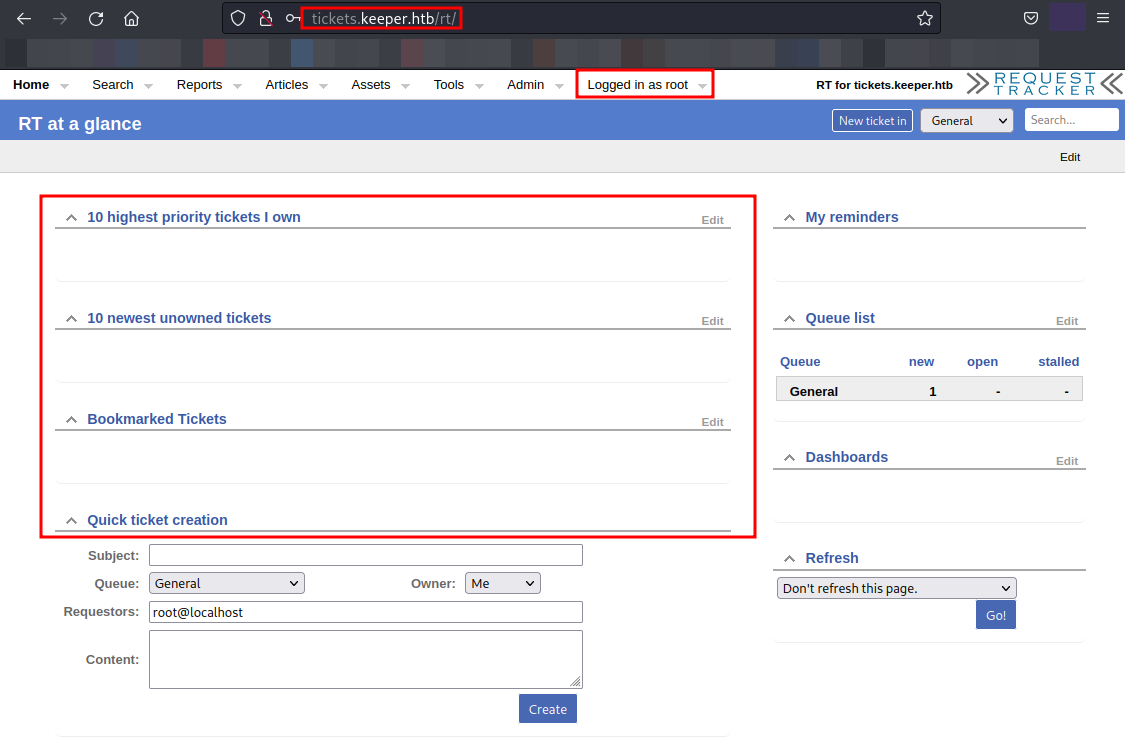 tickets.keeper.htb/rt/
Home Search Reports Articles Assets Tools Admin Logged in as root RT for tickets.keeper.htb REQUEST TRACKER
RT at a glance New ticket in General Search...
Edit
10 highest priority tickets I own Edit
10 newest unowned tickets Edit
Bookmarked Tickets Edit
Quick ticket creation
Subject:
Queue: General Owner: Me
Requestors: root@localhost
Content:
Create
My reminders
Queue list Edit
Queue new open stalled
General 1 - -
Dashboards Edit
Refresh
Don't refresh this page.
Go!